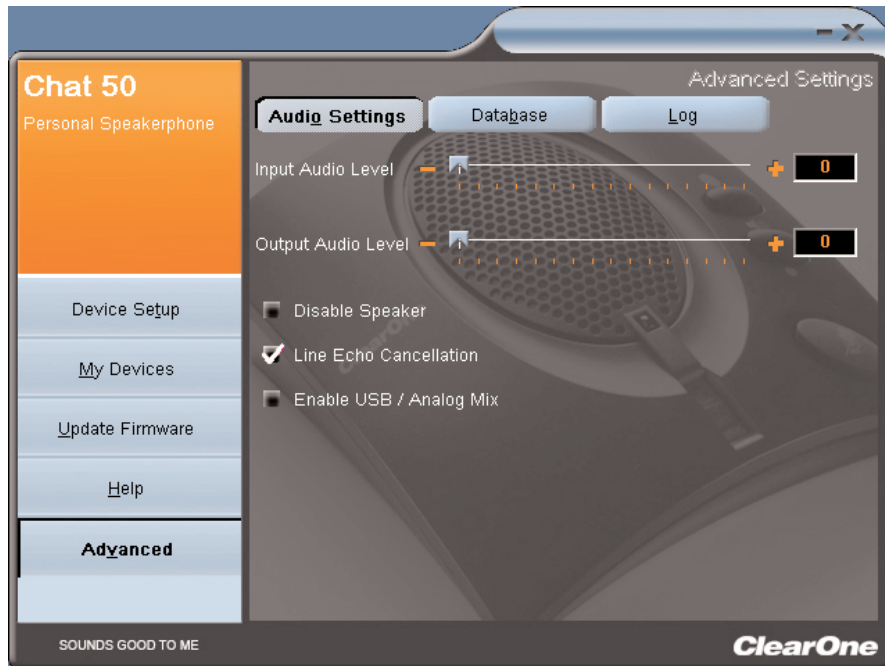 Chat 50
Personal Speakerphone
Advanced Settings
Audio Settings
Database
Log
Input Audio Level
0
Output Audio Level
0
Disable Speaker
Line Echo Cancellation
Enable USB / Analog Mix
Device Setup
My Devices
Update Firmware
Help
Advanced
SOUNDS GOOD TO ME
ClearOne
ClearOne